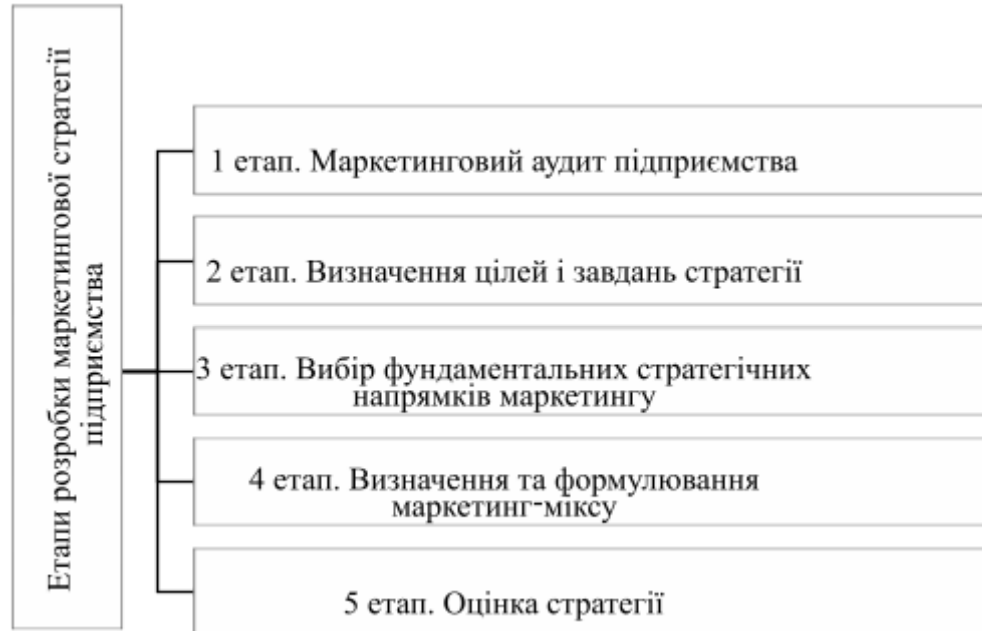 Етапи розробки маркетингової стратегії
підприємства
1 етап. Маркетинговий аудит підприємства
2 етап. Визначення цілей і завдань стратегії
3 етап. Вибір фундаментальних стратегічних
напрямків маркетингу
4 етап. Визначення та формулювання
маркетинг-міксу
5 етап. Оцінка стратегії